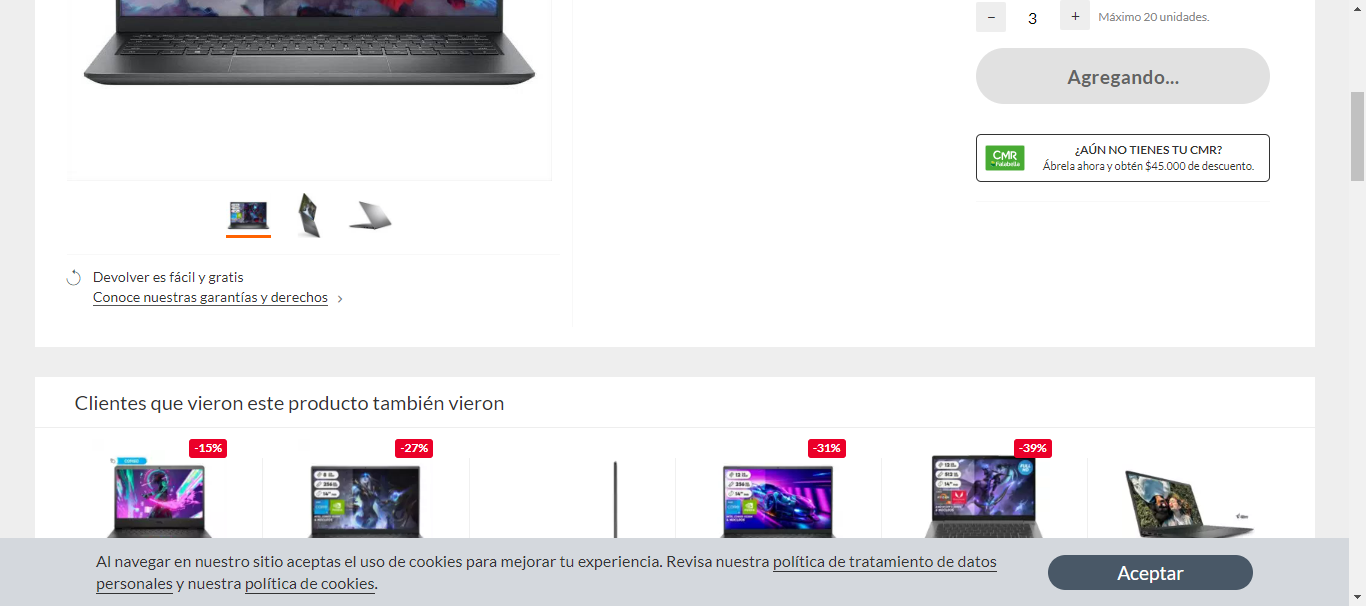 − 3 + Máximo 20 unidades.
Agregando...
CMR
Falabella
¿AÚN NO TIENES TU CMR?
Ábrela ahora y obtén $45.000 de descuento.
Devolver es fácil y gratis
Conoce nuestras garantías y derechos >
Clientes que vieron este producto también vieron
-15%
-27%
-31%
-39%
Al navegar en nuestro sitio aceptas el uso de cookies para mejorar tu experiencia. Revisa nuestra política de tratamiento de datos
personales y nuestra política de cookies.
Aceptar